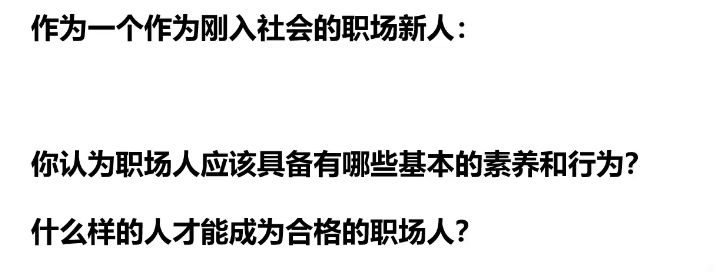 作为一个作为刚入社会的职场新人：
你认为职场人应该具备有哪些基本的素养和行为？
什么样的人才能成为合格的职场人？